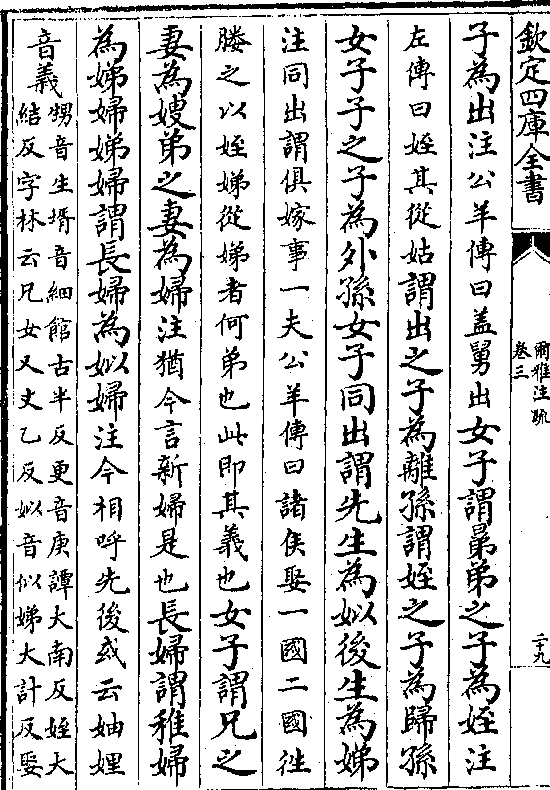 欽定四庫全書
爾雅注疏
卷三
二十九
子為出注公羊傳曰盖舅出女子謂晜弟之子為姪注
左傳曰姪其從姑謂出之子為離孫謂姪之子為歸孫
女子子之子為外孫女子同出謂先生為姒後生為娣
注同出謂俱嫁事一夫公羊傳曰諸侯娶一國二國往
媵之以姪娣從娣者何弟也此即其義也女子謂兄之
妻為嫂弟之妻為婦注猶今言新婦是也長婦謂稚婦
為娣婦娣婦謂長婦為姒婦注今相呼先後或云妯娌
音義
甥音生壻音細館古半反更音庚譚大南反姪大
結反字林云兄女又丈乙反姒音似娣大計反娶